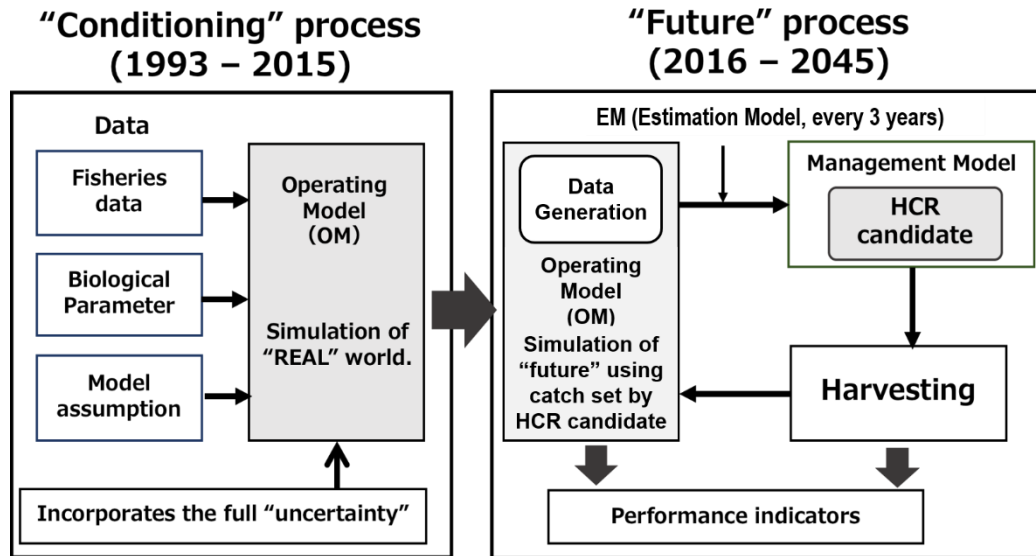 “Conditioning” process
(1993 – 2015)
Data
Fisheries
data
Biological
Parameter
Model
assumption
Operating
Model
(OM)
Simulation of
“REAL” world.
Incorporates the full “uncertainty”
“Future” process
(2016 – 2045)
EM (Estimation Model, every 3 years)
Data
Generation
Operating
Model
(OM)
Simulation of
“future” using
catch set by
HCR candidate
Management Model
HCR
candidate
Harvesting
Performance indicators